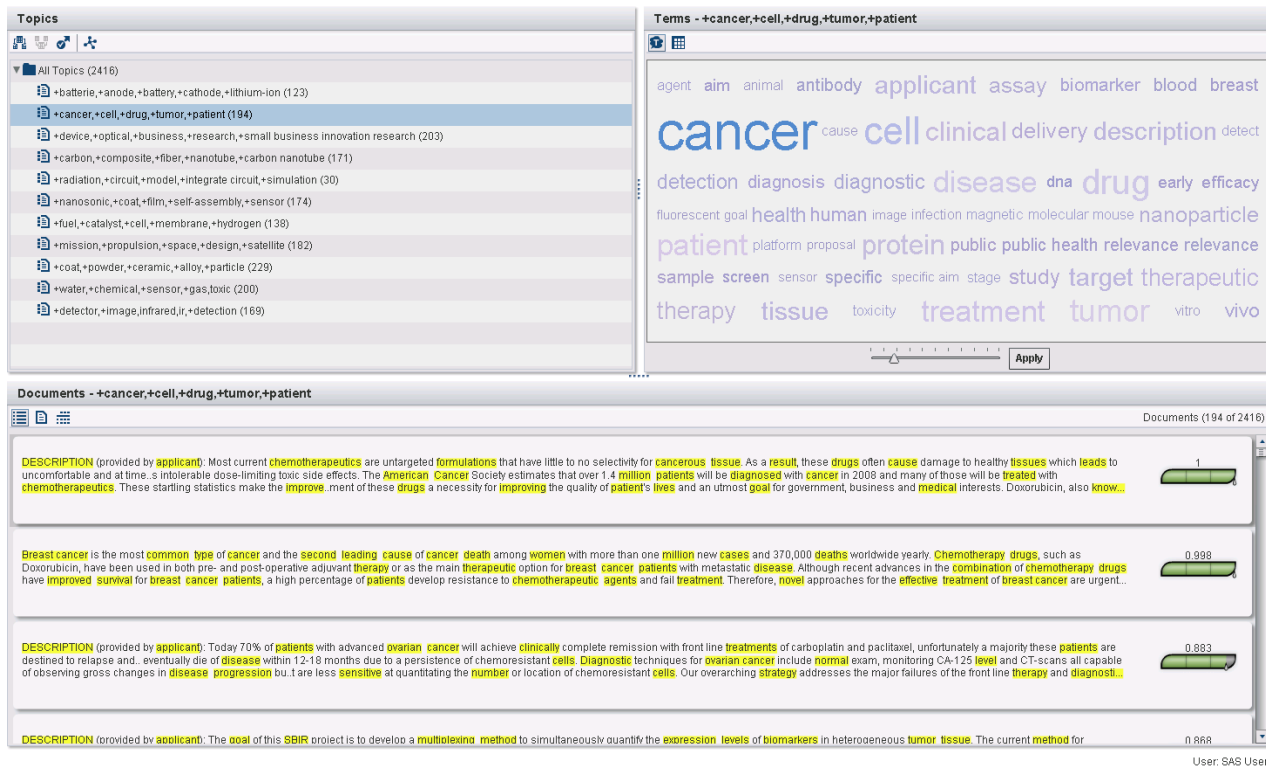 Topics
All Topics (2416)
+batterie,+anode,+battery,+cathode,+lithium-ion (123)
+cancer,+cell,+drug,+tumor,+patient (194)
+device,+optical,+business,+research,+small business innovation research (203)
+carbon,+composite,+fiber,+nanotube,+carbon nanotube (171)
+radiation,+circuit,+model,+integrate circuit,+simulation (30)
+nanosonic,+coat,+film,+self-assembly,+sensor (174)
+fuel,+catalyst,+cell,+membrane,+hydrogen (138)
+mission,+propulsion,+space,+design,+satellite (182)
+coat,+powder,+ceramic,+alloy,+particle (229)
+water,+chemical,+sensor,+gas,toxic (200)
+detector,+image,infrared,ir,+detection (169)
Terms - +cancer,+cell,+drug,+tumor,+patient
agent aim animal antibody applicant assay biomarker blood breast
cancer cause cell clinical delivery description detect
detection diagnosis diagnostic disease dna drug early efficacy
fluorescent goal health human image infection magnetic molecular mouse nanoparticle
patient platform proposal protein public public health relevance relevance
sample screen sensor specific specific aim stage study target therapeutic
therapy tissue toxicity treatment tumor vitro vivo
Apply
Documents - +cancer,+cell,+drug,+tumor,+patient
Documents (194 of 2416)
DESCRIPTION (provided by applicant): Most current chemotherapeutics are untargeted formulations that have little to no selectivity for cancerous tissue. As a result, these drugs often cause damage to healthy tissues which leads to
uncomfortable and at time..s intolerable dose-limiting toxic side effects. The American Cancer Society estimates that over 1.4 million patients will be diagnosed with cancer in 2008 and many of those will be treated with
chemotherapeutics. These startling statistics make the improve..ment of these drugs a necessity for improving the quality of patient's lives and an utmost goal for government, business and medical interests. Doxorubicin, also know...
1
Breast cancer is the most common type of cancer and the second leading cause of cancer death among women with more than one million new cases and 370,000 deaths worldwide yearly. Chemotherapy drugs, such as
Doxorubicin, have been used in both pre- and post-operative adjuvant therapy or as the main therapeutic option for breast cancer patients with metastatic disease. Although recent advances in the combination of chemotherapy drugs
have improved survival for breast cancer patients, a high percentage of patients develop resistance to chemotherapeutic agents and fail treatment. Therefore, novel approaches for the effective treatment of breast cancer are urgent...
0.998
DESCRIPTION (provided by applicant): Today 70% of patients with advanced ovarian cancer will achieve clinically complete remission with front line treatments of carboplatin and paclitaxel, unfortunately a majority these patients are
destined to relapse and.. eventually die of disease within 12-18 months due to a persistence of chemoresistant cells. Diagnostic techniques for ovarian cancer include normal exam, monitoring CA-125 level and CT-scans all capable
of observing gross changes in disease progression bu..t are less sensitive at quantitating the number or location of chemoresistant cells. Our overarching strategy addresses the major failures of the front line therapy and diagnosti...
0.883
DESCRIPTION (provided by applicant): The goal of this SBIR project is to develop a multiplexing method to simultaneously quantify the expression levels of biomarkers in heterogeneous tumor tissue. The current method for
0.868
User: SAS User